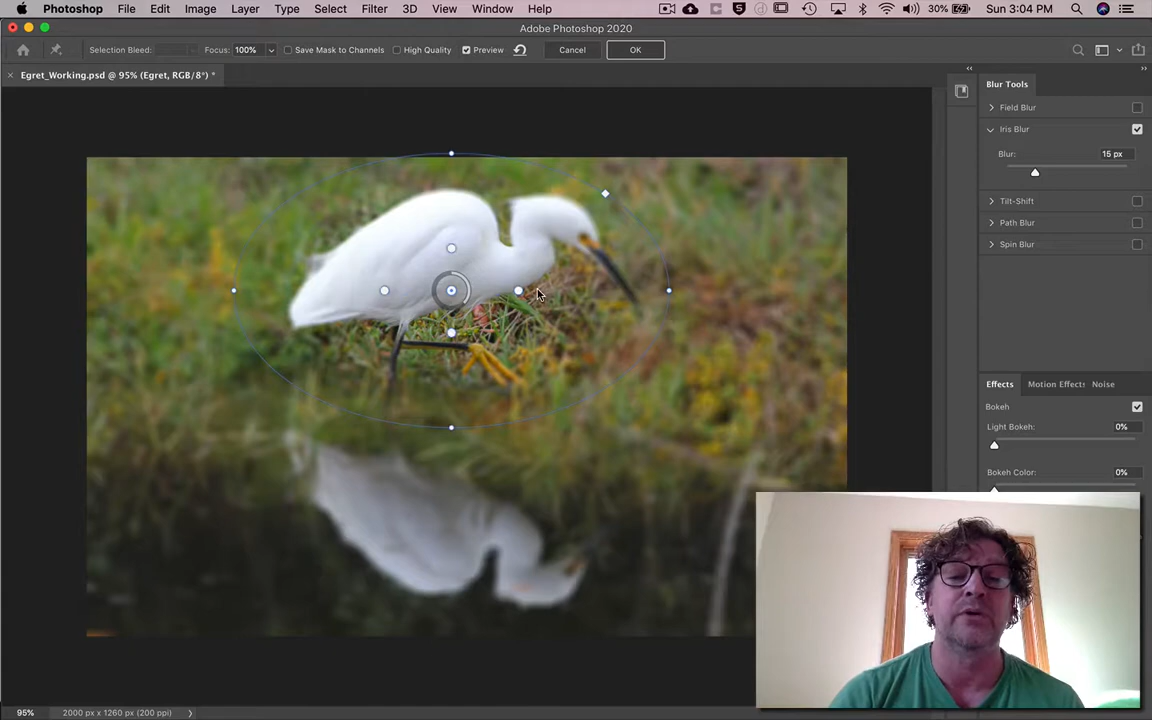 Photoshop File Edit Image Layer Type Select Filter 3D View Window Help 30% Sun 3:04 PM
Adobe Photoshop 2020
Selection Bleed: Focus: 100% Save Mask to Channels High Quality Preview Cancel OK
Egret_Working.psd @ 95% (Egret, RGB/8*) *
Blur Tools
Field Blur
Iris Blur
Blur: 15 px
Tilt-Shift
Path Blur
Spin Blur
Effects Motion Effects Noise
Bokeh
Light Bokeh: 0%
Bokeh Color: 0%
95% 2000 px x 1260 px (200 ppi)